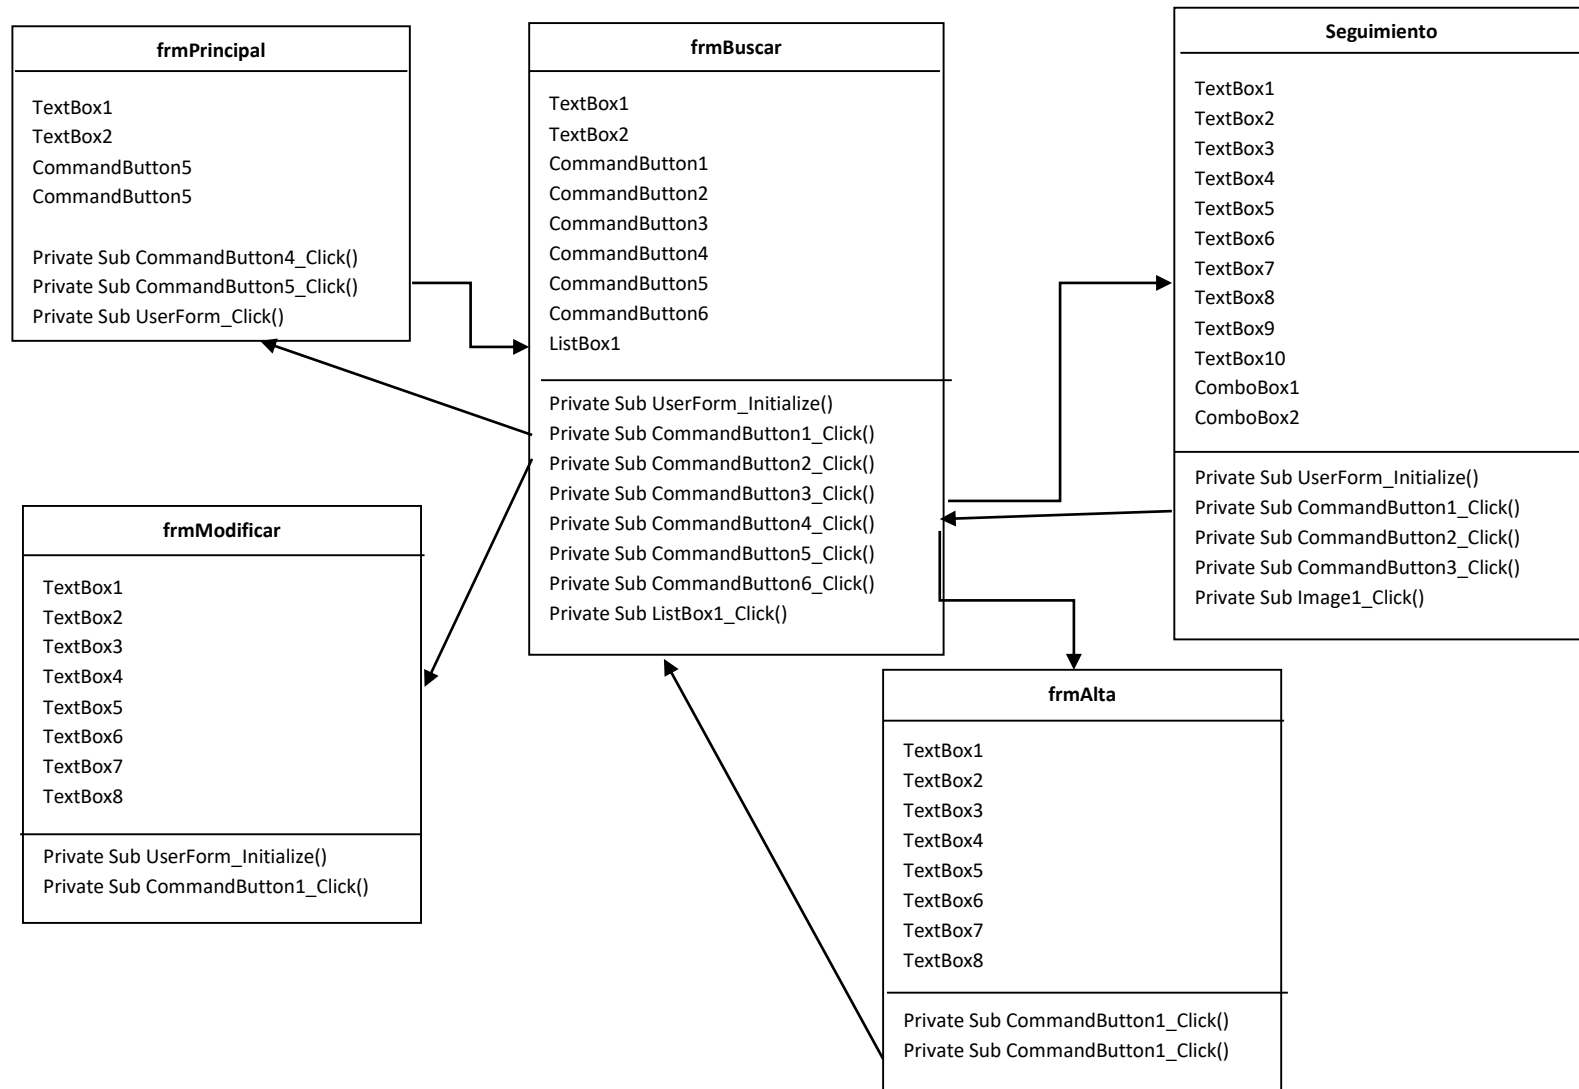 frmPrincipal
TextBox1
TextBox2
CommandButton5
CommandButton5
Private Sub CommandButton4_Click()
Private Sub CommandButton5_Click()
Private Sub UserForm_Click()
frmBuscar
TextBox1
TextBox2
CommandButton1
CommandButton2
CommandButton3
CommandButton4
CommandButton5
CommandButton6
ListBox1
Private Sub UserForm_Initialize()
Private Sub CommandButton1_Click()
Private Sub CommandButton2_Click()
Private Sub CommandButton3_Click()
Private Sub CommandButton4_Click()
Private Sub CommandButton5_Click()
Private Sub CommandButton6_Click()
Private Sub ListBox1_Click()
Seguimiento
TextBox1
TextBox2
TextBox3
TextBox4
TextBox5
TextBox6
TextBox7
TextBox8
TextBox9
TextBox10
ComboBox1
ComboBox2
Private Sub UserForm_Initialize()
Private Sub CommandButton1_Click()
Private Sub CommandButton2_Click()
Private Sub CommandButton3_Click()
Private Sub Image1_Click()
frmModificar
TextBox1
TextBox2
TextBox3
TextBox4
TextBox5
TextBox6
TextBox7
TextBox8
Private Sub UserForm_Initialize()
Private Sub CommandButton1_Click()
frmAlta
TextBox1
TextBox2
TextBox3
TextBox4
TextBox5
TextBox6
TextBox7
TextBox8
Private Sub CommandButton1_Click()
Private Sub CommandButton1_Click()